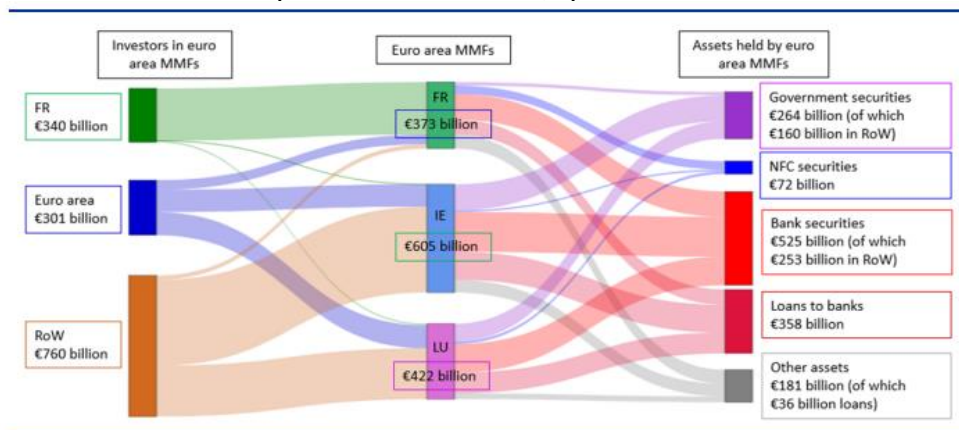 Investors in euro
area MMFs
Euro area MMFs
Assets held by euro
area MMFs
FR
€340 billion
Euro area
€301 billion
RoW
€760 billion
FR
€373 billion
IE
€605 billion
LU
€422 billion
Government securities
€264 billion (of which
€160 billion in RoW)
NFC securities
€72 billion
Bank securities
€525 billion (of which
€253 billion in RoW)
Loans to banks
€358 billion
Other assets
€181 billion (of which
€36 billion loans)